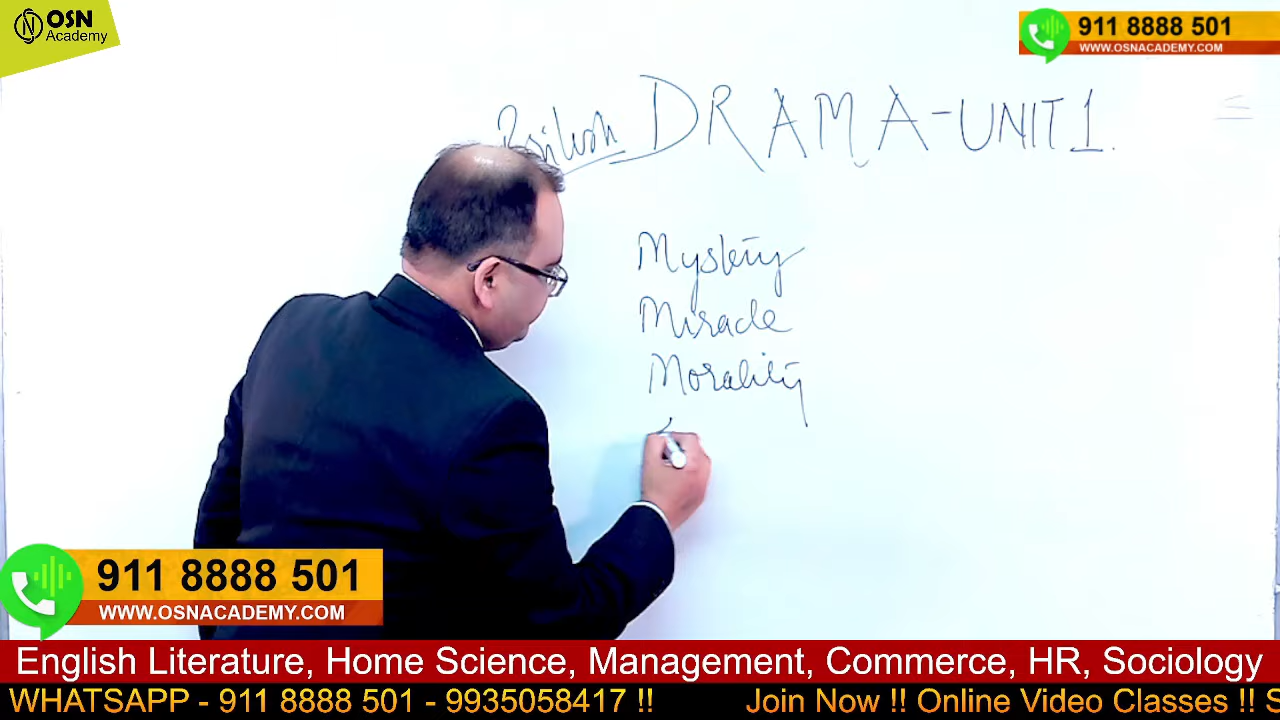 OSN
Academy
911 8888 501
WWW.OSNACADEMY.COM
DRAMA-UNIT 1.
Mystery
Miracle
Morality
911 8888 501
WWW.OSNACADEMY.COM
English Literature, Home Science, Management, Commerce, HR, Sociology
WHATSAPP - 911 8888 501 - 9935058417 !! Join Now !! Online Video Classes !! S